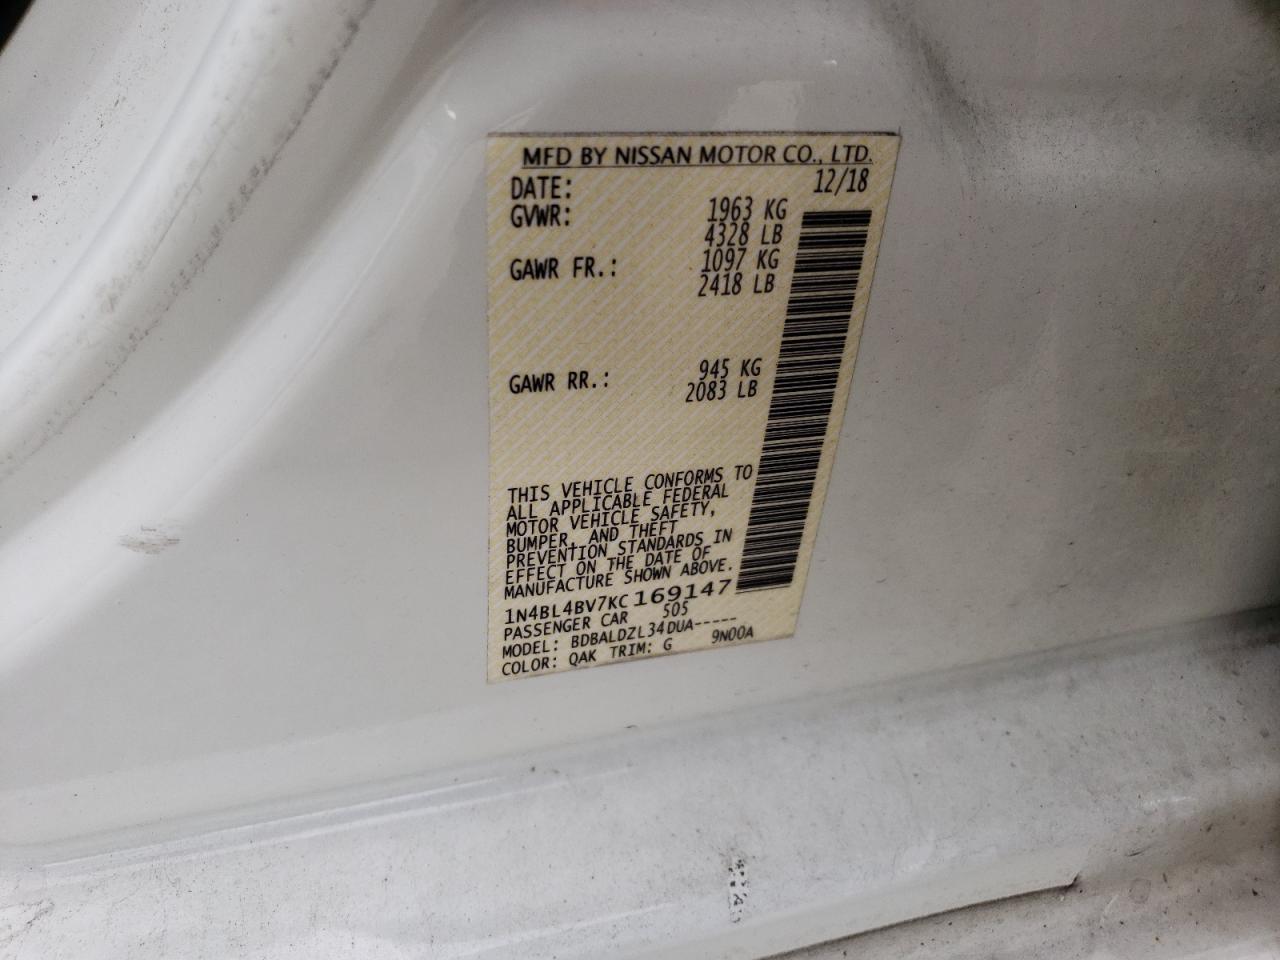 MFD BY NISSAN MOTOR CO., LTD.
DATE: 12/18
GVWR: 1963 KG
4328 LB
GAWR FR.: 1097 KG
2418 LB
GAWR RR.: 945 KG
2083 LB
THIS VEHICLE CONFORMS TO
ALL APPLICABLE FEDERAL
MOTOR VEHICLE SAFETY,
BUMPER, AND THEFT
PREVENTION STANDARDS IN
EFFECT ON THE DATE OF
MANUFACTURE SHOWN ABOVE.
1N4BL4BV7KC169147
PASSENGER CAR 505
MODEL: BDBALDZL34DUA-----
COLOR: QAK TRIM: G 9N00A